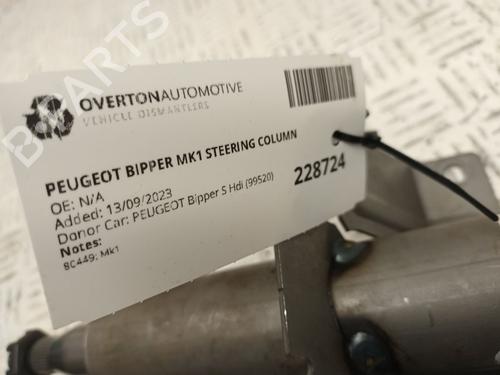 OVERTONAUTOMOTIVE
VEHICLE DISMANTLERS
PEUGEOT BIPPER MK1 STEERING COLUMN
OE: N/A
Added: 13/09/2023
228724
Donor Car: PEUGEOT Bipper S Hdi (99520)
Notes:
8C449: Mk1
B PARTS